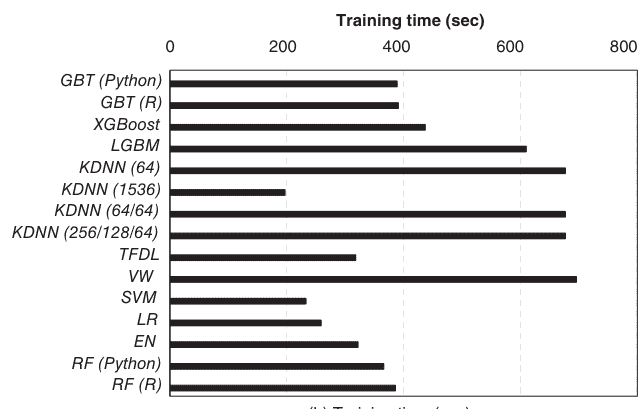 Training time (sec)
0 200 400 600 800
GBT (Python)
GBT (R)
XGBoost
LGBM
KDNN (64)
KDNN (1536)
KDNN (64/64)
KDNN (256/128/64)
TFDL
VW
SVM
LR
EN
RF (Python)
RF (R)